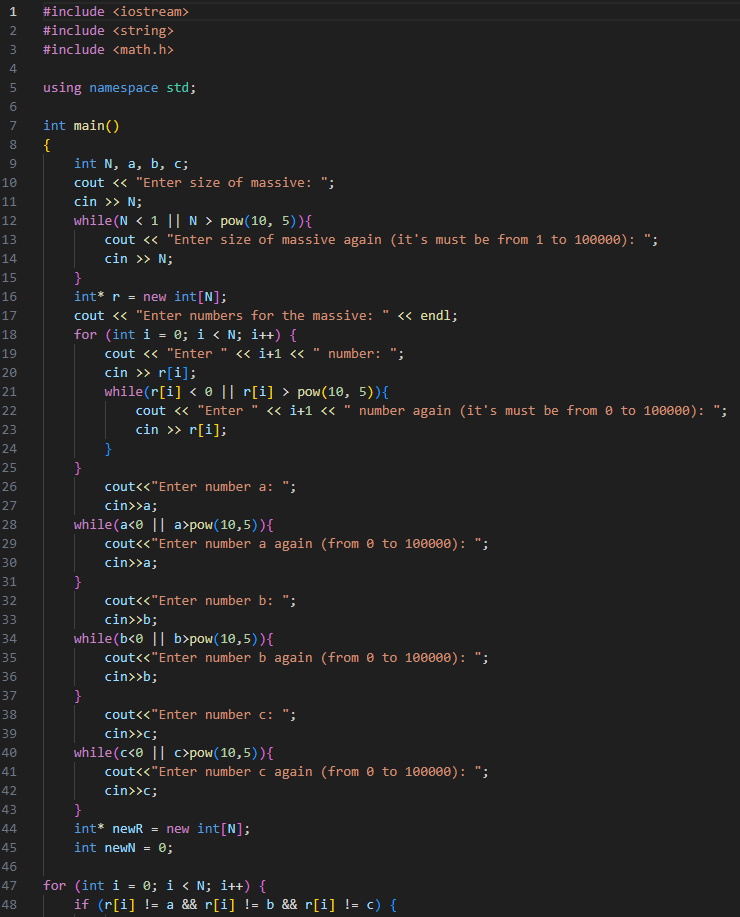 1 #include <iostream>
2 #include <string>
3 #include <math.h>
4
5 using namespace std;
6
7 int main()
8 {
9     int N, a, b, c;
10     cout << "Enter size of massive: ";
11     cin >> N;
12     while(N < 1 || N > pow(10, 5)){
13         cout << "Enter size of massive again (it's must be from 1 to 100000): ";
14         cin >> N;
15     }
16     int* r = new int[N];
17     cout << "Enter numbers for the massive: " << endl;
18     for (int i = 0; i < N; i++) {
19         cout << "Enter " << i+1 << " number: ";
20         cin >> r[i];
21         while(r[i] < 0 || r[i] > pow(10, 5)){
22             cout << "Enter " << i+1 << " number again (it's must be from 0 to 100000): ";
23             cin >> r[i];
24         }
25     }
26         cout<<"Enter number a: ";
27         cin>>a;
28     while(a<0 || a>pow(10,5)){
29         cout<<"Enter number a again (from 0 to 100000): ";
30         cin>>a;
31     }
32         cout<<"Enter number b: ";
33         cin>>b;
34     while(b<0 || b>pow(10,5)){
35         cout<<"Enter number b again (from 0 to 100000): ";
36         cin>>b;
37     }
38         cout<<"Enter number c: ";
39         cin>>c;
40     while(c<0 || c>pow(10,5)){
41         cout<<"Enter number c again (from 0 to 100000): ";
42         cin>>c;
43     }
44     int* newR = new int[N];
45     int newN = 0;
46
47 for (int i = 0; i < N; i++) {
48     if (r[i] != a && r[i] != b && r[i] != c) {